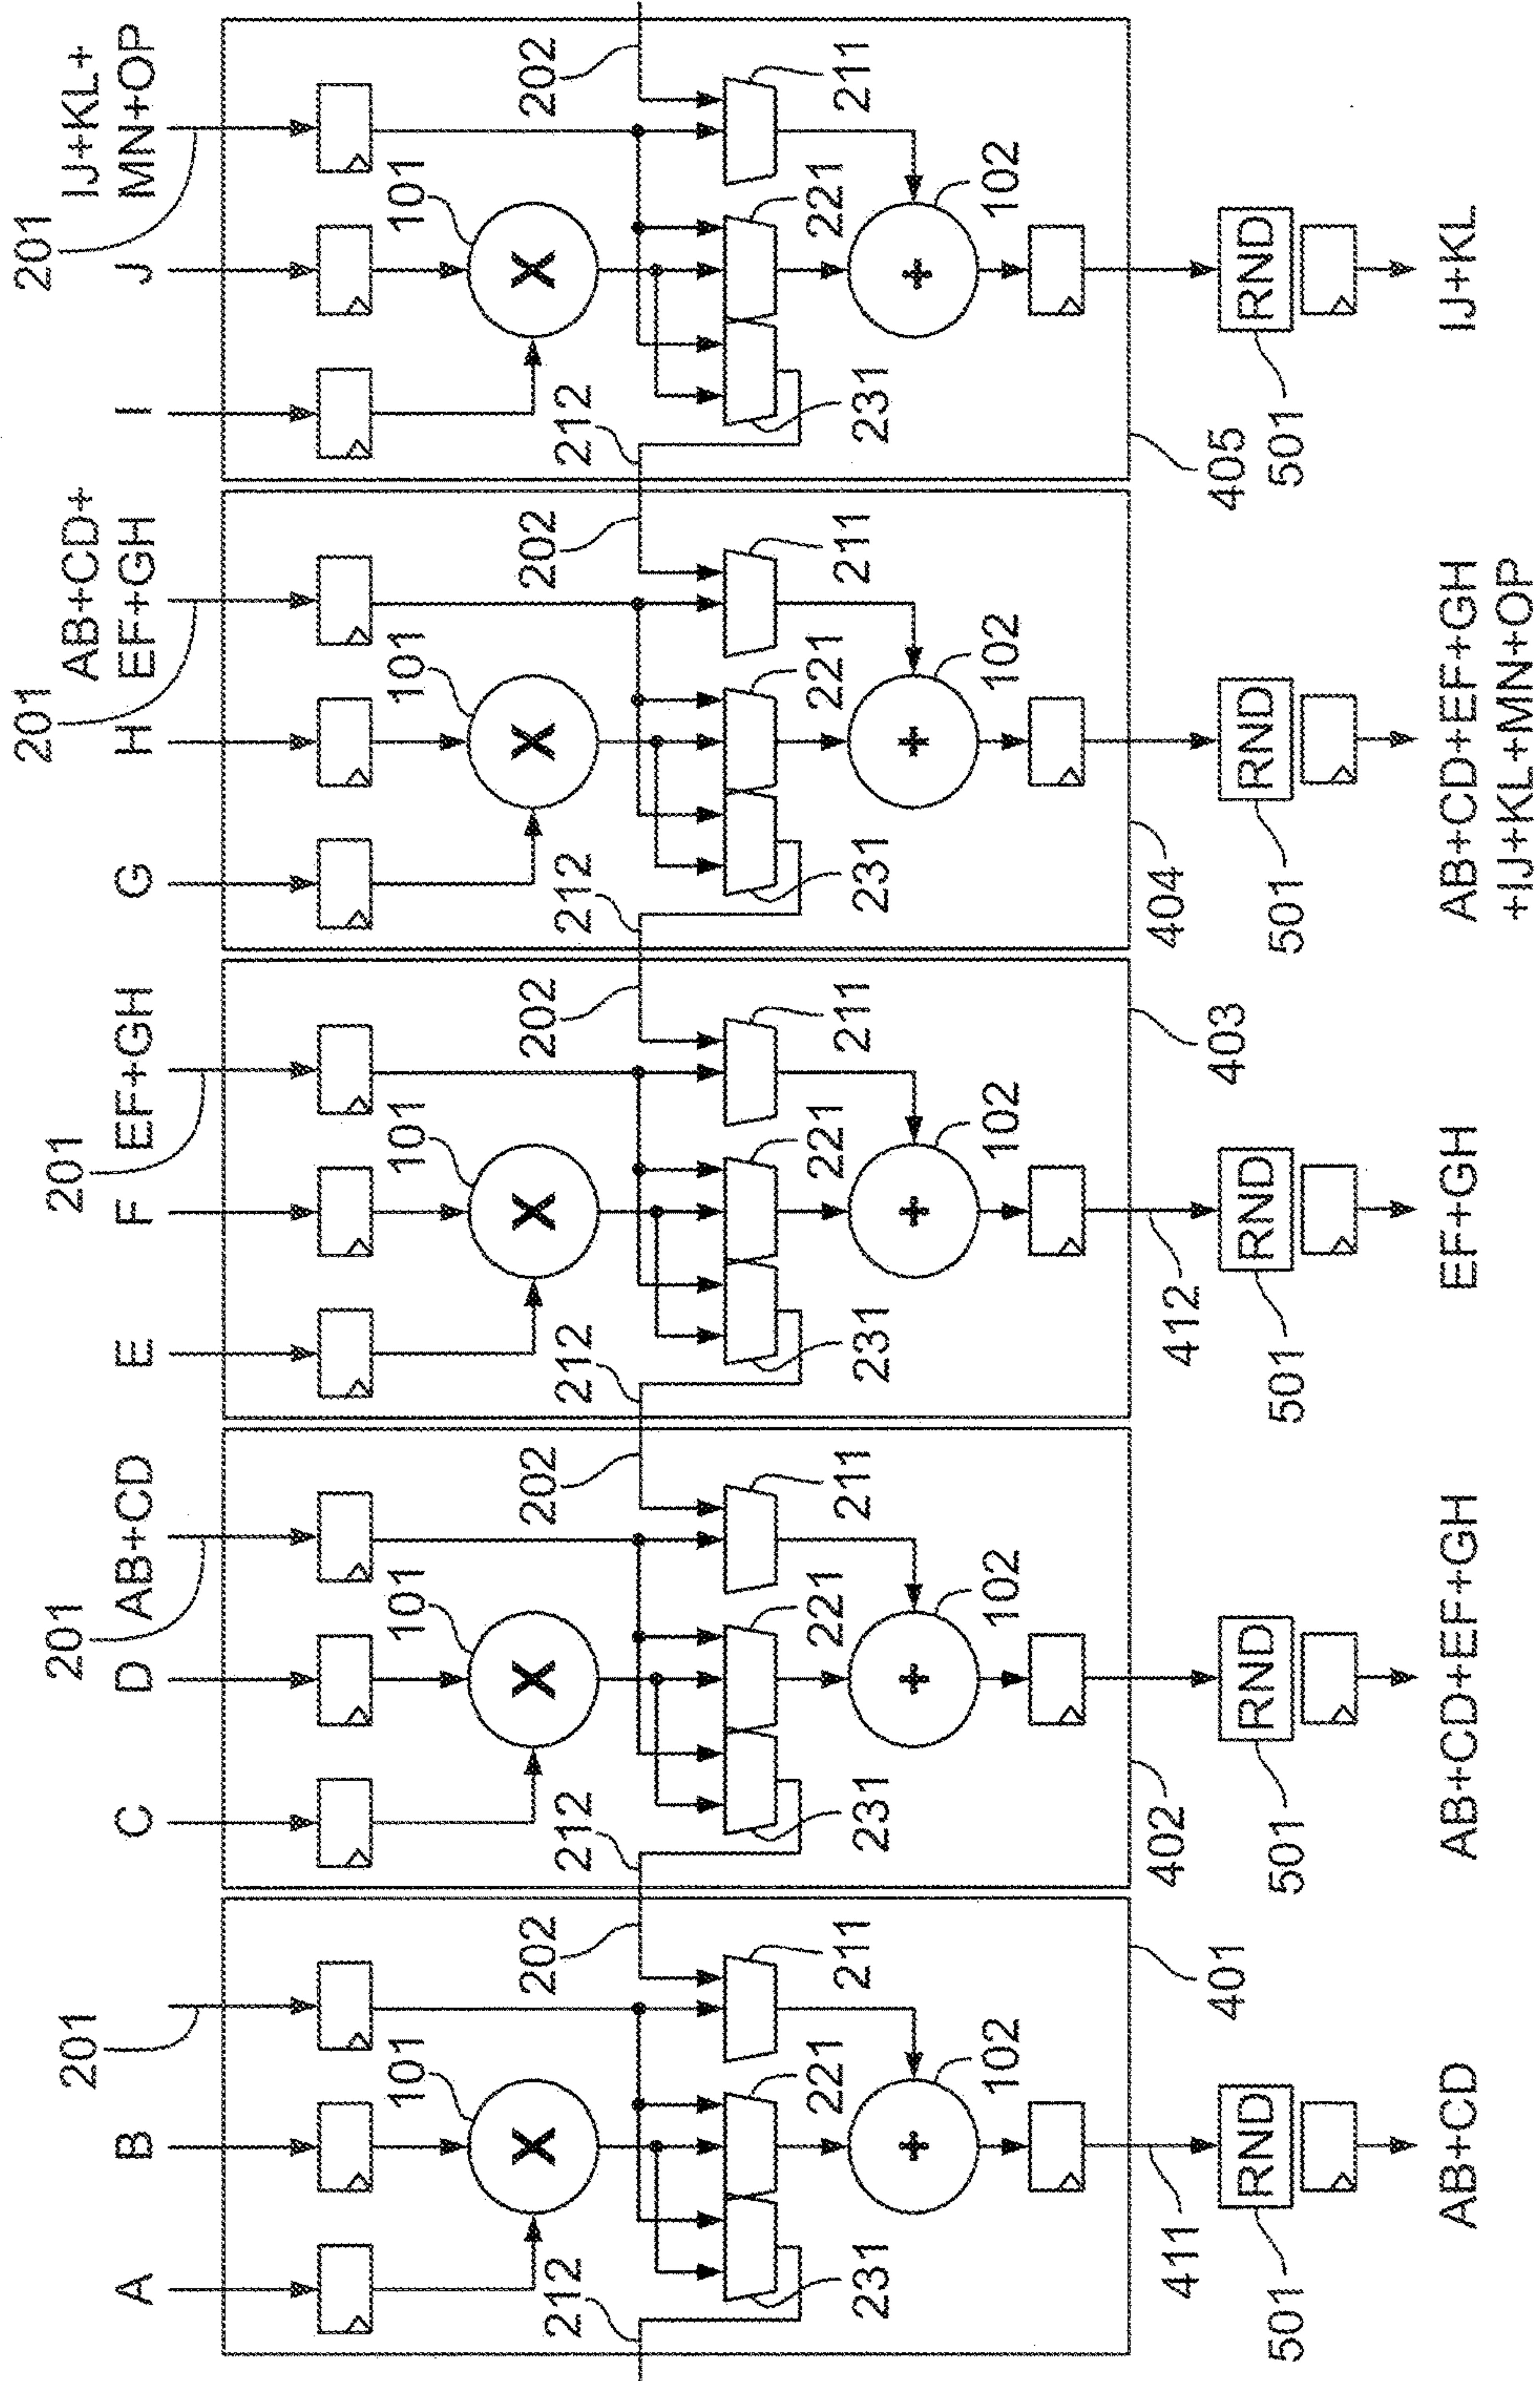 201 201 201 201 201
AB+CD+ IJ+KL+
A B C D AB+CD E F EF+GH G H EF+GH I J MN+OP
101 101 101 101 101
X X X X X
212 202 212 202 212 202 212 202 212 202
231 221 211 231 221 211 231 221 211 231 221 211 231 221 211
+ + + + +
102 102 102 102 102
411 401 402 412 403 404 405
RND RND RND RND RND
501 501 501 501 501
AB+CD AB+CD+EF+GH EF+GH AB+CD+EF+GH IJ+KL
+IJ+KL+MN+OP